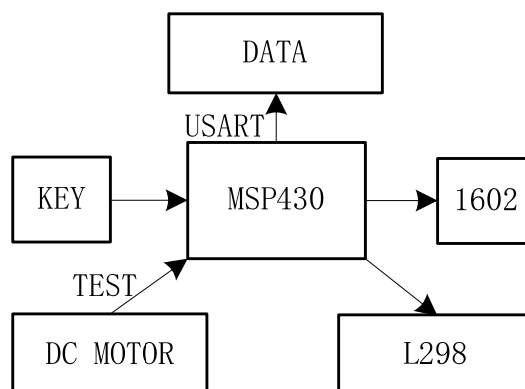 DATA
USART
KEY
MSP430
1602
TEST
DC MOTOR
L298